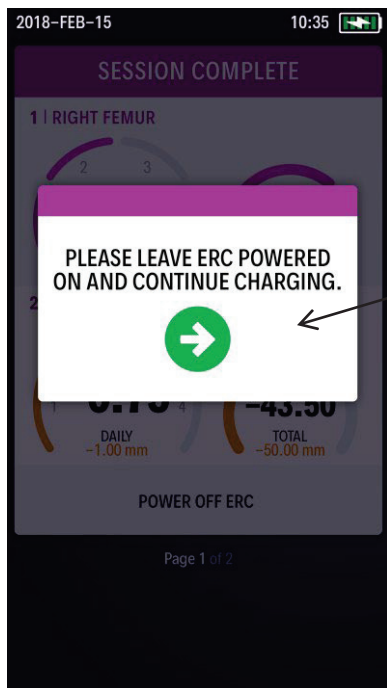 2018-FEB-15 10:35
SESSION COMPLETE
1 | RIGHT FEMUR
2 3
PLEASE LEAVE ERC POWERED
ON AND CONTINUE CHARGING.
2
1 4 -43.50
DAILY TOTAL
-1.00 mm -50.00 mm
POWER OFF ERC
Page 1 of 2